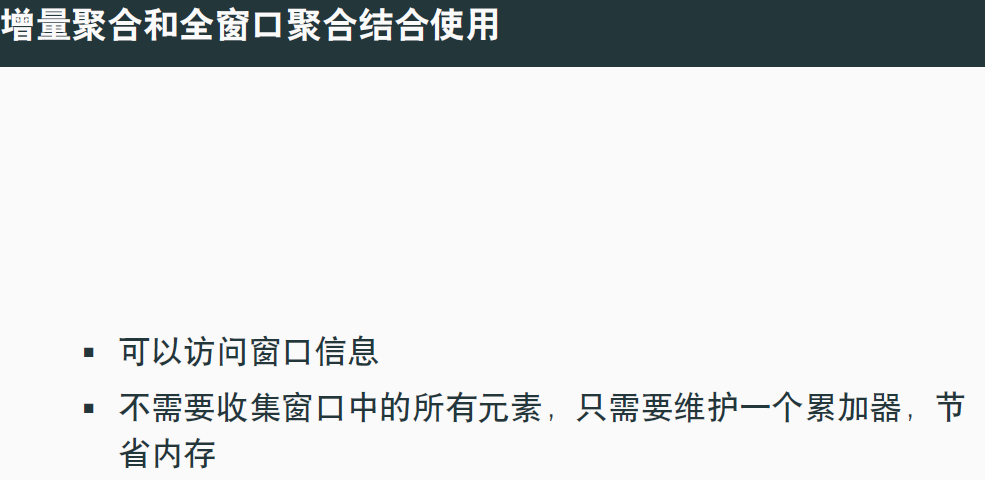 增量聚合和全窗口聚合结合使用
▪ 可以访问窗口信息
▪ 不需要收集窗口中的所有元素，只需要维护一个累加器，节
省内存